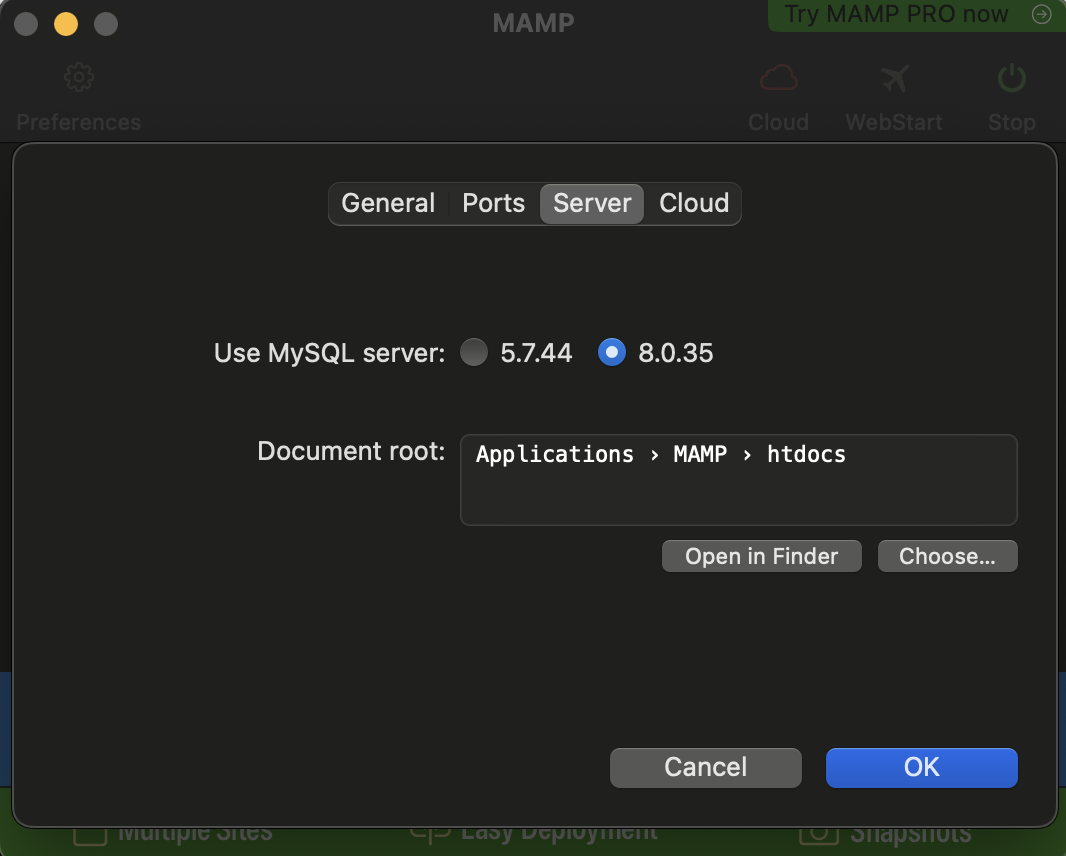 MAMP
Try MAMP PRO now
Preferences
Cloud
WebStart
Stop
General
Ports
Server
Cloud
Use MySQL server:
5.7.44
8.0.35
Document root:
Applications › MAMP › htdocs
Open in Finder
Choose...
Cancel
OK
Multiple Sites
Easy Deployment
Snapshots